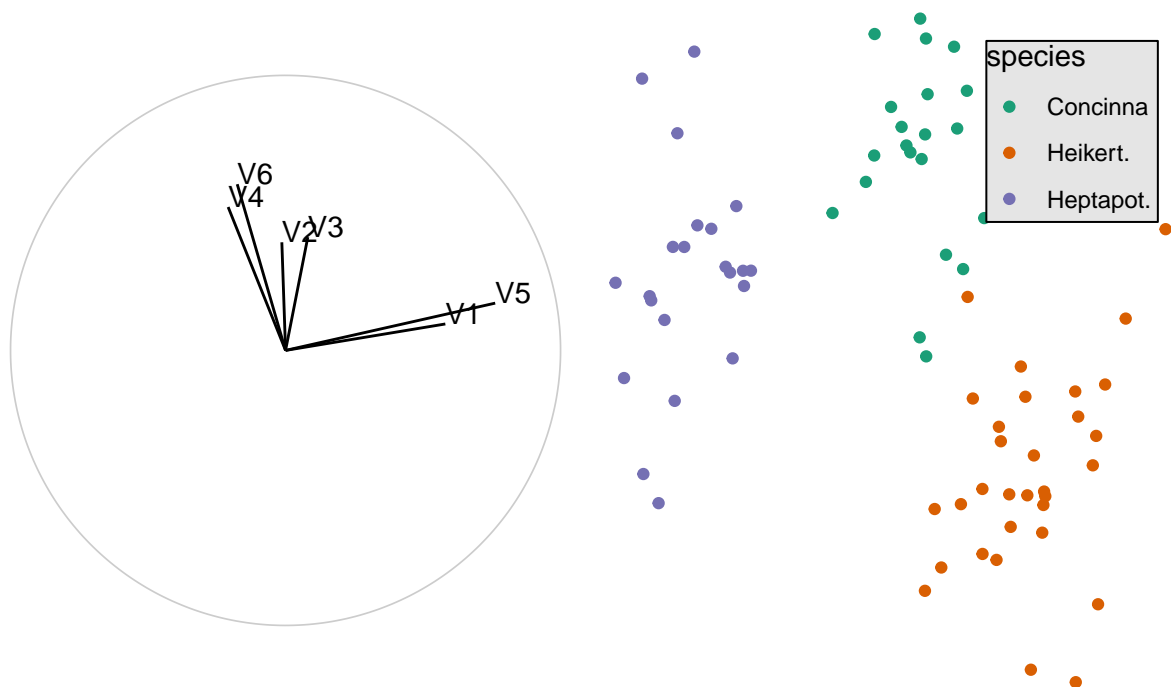 V6
V4
V2
V3
V5
V1
species
Concinna
Heikert.
Heptapot.